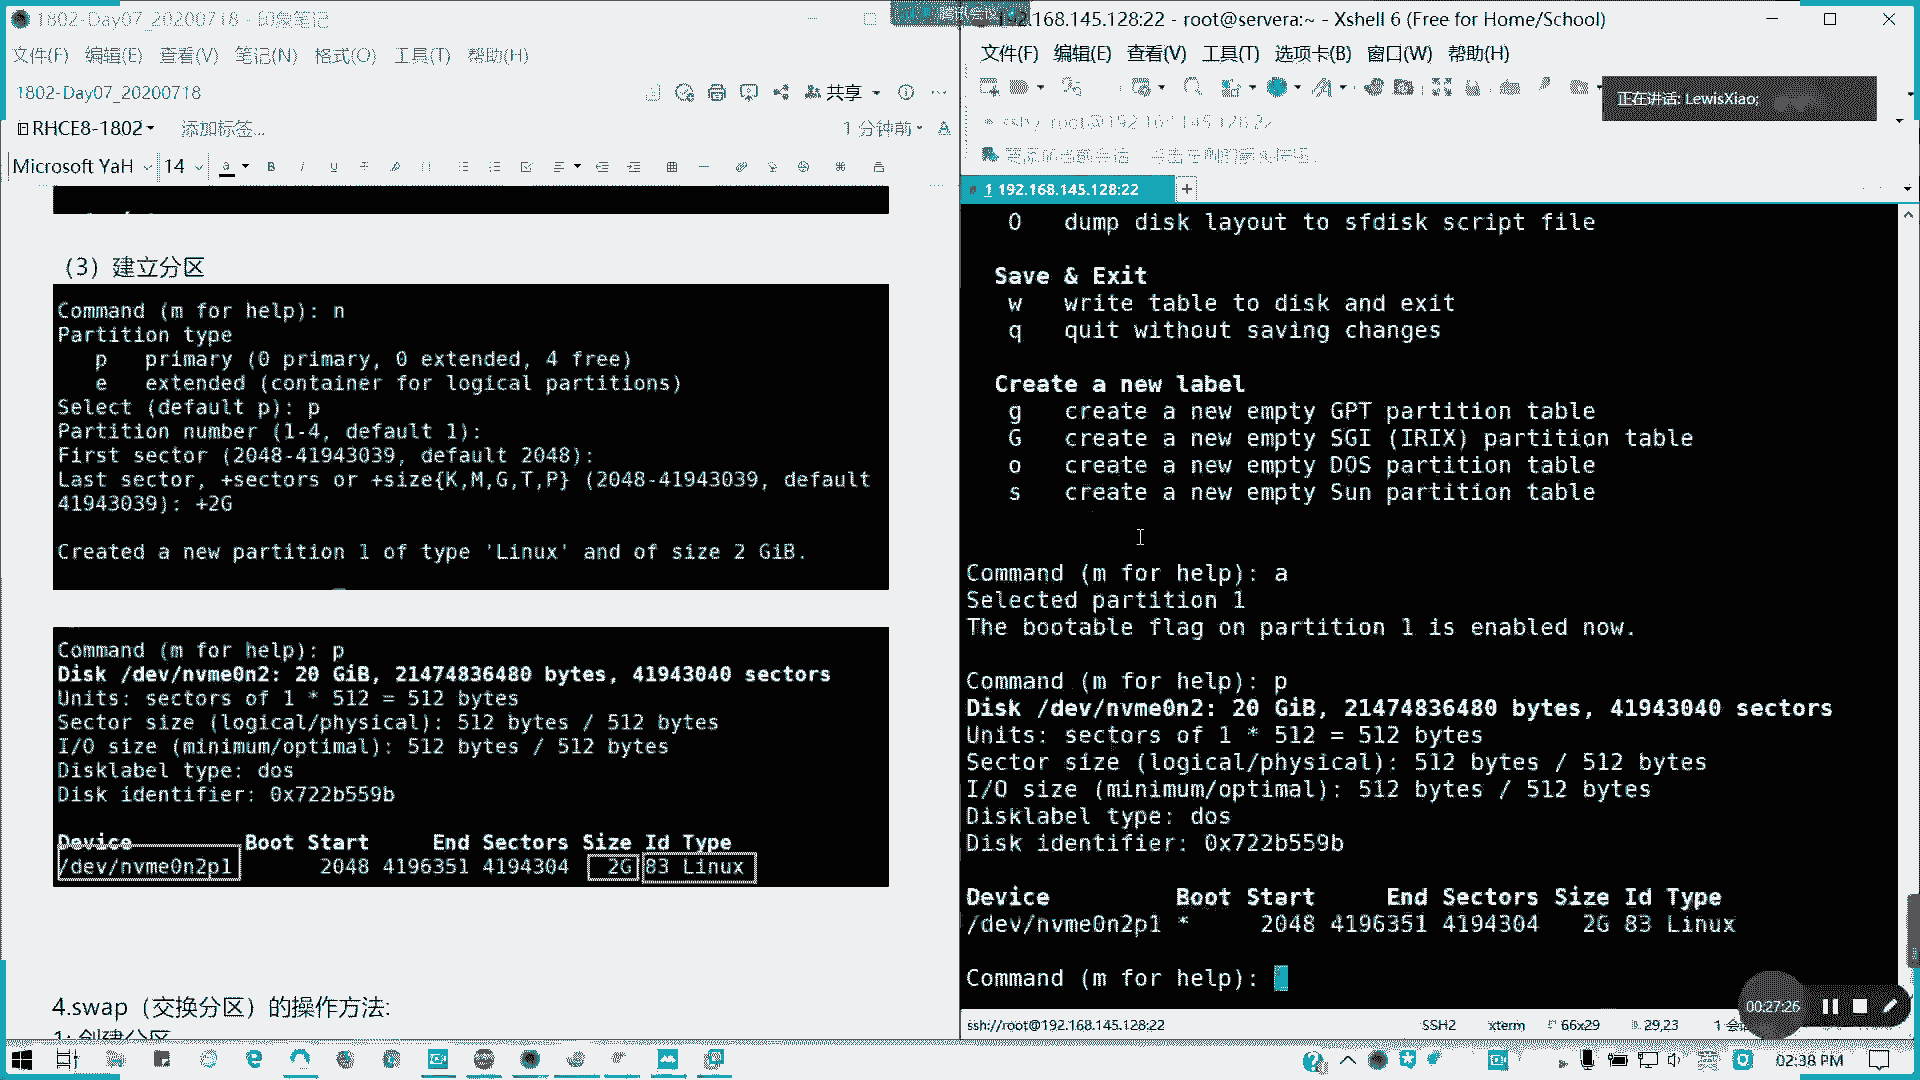 1802-Day07_20200718 - 印象笔记
文件(F) 编辑(E) 查看(V) 笔记(N) 格式(O) 工具(T) 帮助(H)
1802-Day07_20200718
共享
RHCE8-1802
添加标签...
1 分钟前
Microsoft YaH 14
（3）建立分区
Command (m for help): n
Partition type
p primary (0 primary, 0 extended, 4 free)
e extended (container for logical partitions)
Select (default p): p
Partition number (1-4, default 1):
First sector (2048-41943039, default 2048):
Last sector, +sectors or +size{K,M,G,T,P} (2048-41943039, default
41943039): +2G
Created a new partition 1 of type 'Linux' and of size 2 GiB.
Command (m for help): p
Disk /dev/nvme0n2: 20 GiB, 21474836480 bytes, 41943040 sectors
Units: sectors of 1 * 512 = 512 bytes
Sector size (logical/physical): 512 bytes / 512 bytes
I/O size (minimum/optimal): 512 bytes / 512 bytes
Disklabel type: dos
Disk identifier: 0x722b559b
Device Boot Start End Sectors Size Id Type
/dev/nvme0n2p1 2048 4196351 4194304 2G 83 Linux
4.swap（交换分区）的操作方法:
1: 创建分区
192.168.145.128:22 - root@servera:~ - Xshell 6 (Free for Home/School)
文件(F) 编辑(E) 查看(V) 工具(T) 选项卡(B) 窗口(W) 帮助(H)
正在讲话: LewisXiao;
ssh://root@192.168.145.128:22
1 192.168.145.128:22
O dump disk layout to sfdisk script file
Save & Exit
w write table to disk and exit
q quit without saving changes
Create a new label
g create a new empty GPT partition table
G create a new empty SGI (IRIX) partition table
o create a new empty DOS partition table
s create a new empty Sun partition table
Command (m for help): a
Selected partition 1
The bootable flag on partition 1 is enabled now.
Command (m for help): p
Disk /dev/nvme0n2: 20 GiB, 21474836480 bytes, 41943040 sectors
Units: sectors of 1 * 512 = 512 bytes
Sector size (logical/physical): 512 bytes / 512 bytes
I/O size (minimum/optimal): 512 bytes / 512 bytes
Disklabel type: dos
Disk identifier: 0x722b559b
Device Boot Start End Sectors Size Id Type
/dev/nvme0n2p1 * 2048 4196351 4194304 2G 83 Linux
Command (m for help):
00:27:26
ssh://root@192.168.145.128:22 SSH2 xterm 66x29 29,23
02:38 PM